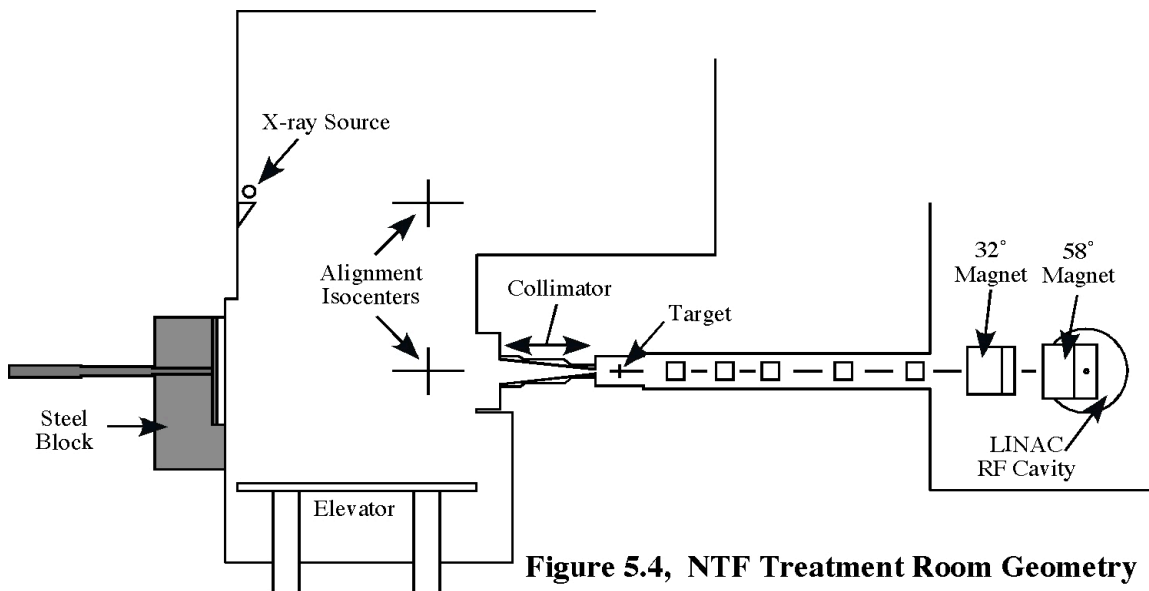 X-ray Source
Alignment
Isocenters
Collimator
Target
32° 
Magnet
58°
Magnet
Steel
Block
LINAC
RF Cavity
Elevator
Figure 5.4, NTF Treatment Room Geometry